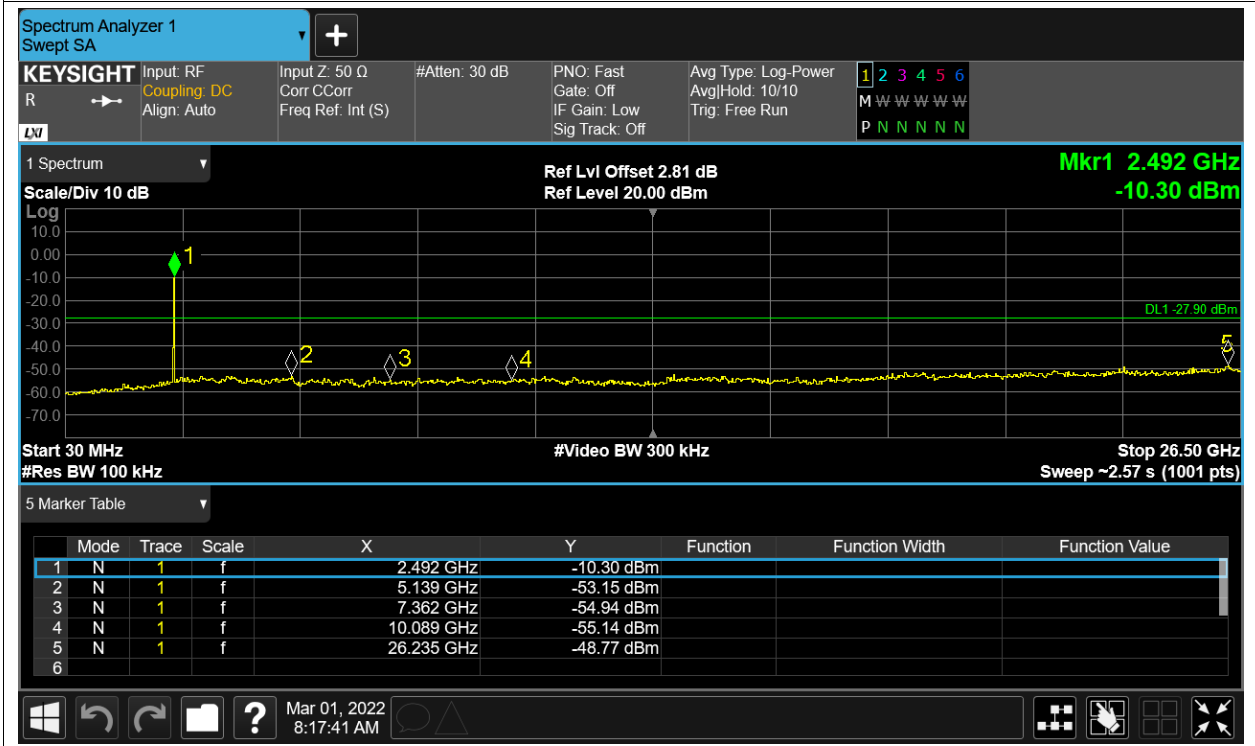 Spectrum Analyzer 1
Swept SA
+
KEYSIGHT
R
LXI
Input: RF
Coupling: DC
Align: Auto
Input Z: 50 Ω
Corr CCorr
Freq Ref: Int (S)
#Atten: 30 dB
PNO: Fast
Gate: Off
IF Gain: Low
Sig Track: Off
Avg Type: Log-Power
Avg|Hold: 10/10
Trig: Free Run
1 2 3 4 5 6
M W W W W W
P N N N N N
1 Spectrum
Scale/Div 10 dB
Ref Lvl Offset 2.81 dB
Ref Level 20.00 dBm
Mkr1 2.492 GHz
-10.30 dBm
Log
10.0
0.00
-10.0
-20.0
-30.0
-40.0
-50.0
-60.0
-70.0
1
2
3
4
5
DL1 -27.90 dBm
Start 30 MHz
#Res BW 100 kHz
#Video BW 300 kHz
Stop 26.50 GHz
Sweep ~2.57 s (1001 pts)
5 Marker Table
Mode Trace Scale X Y Function Function Width Function Value
1 N 1 f 2.492 GHz -10.30 dBm
2 N 1 f 5.139 GHz -53.15 dBm
3 N 1 f 7.362 GHz -54.94 dBm
4 N 1 f 10.089 GHz -55.14 dBm
5 N 1 f 26.235 GHz -48.77 dBm
6
?
Mar 01, 2022
8:17:41 AM